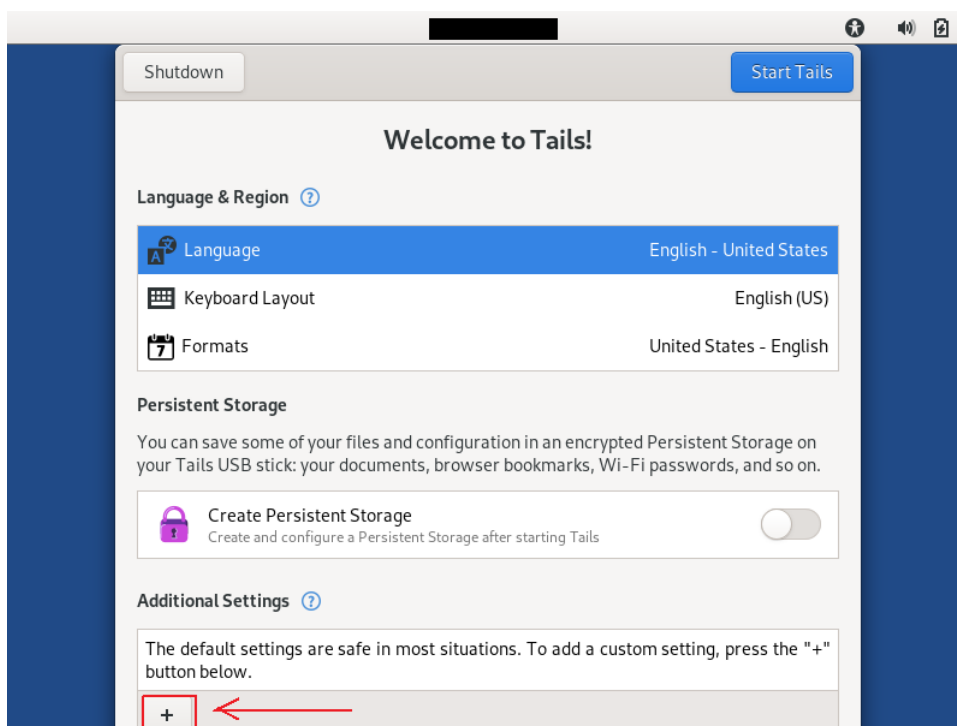 Shutdown
Start Tails
Welcome to Tails!
Language & Region ?
Language
English - United States
Keyboard Layout
English (US)
7 Formats
United States - English
Persistent Storage
You can save some of your files and configuration in an encrypted Persistent Storage on
your Tails USB stick: your documents, browser bookmarks, Wi-Fi passwords, and so on.
Create Persistent Storage
Create and configure a Persistent Storage after starting Tails
Additional Settings ?
The default settings are safe in most situations. To add a custom setting, press the "+"
button below.
+